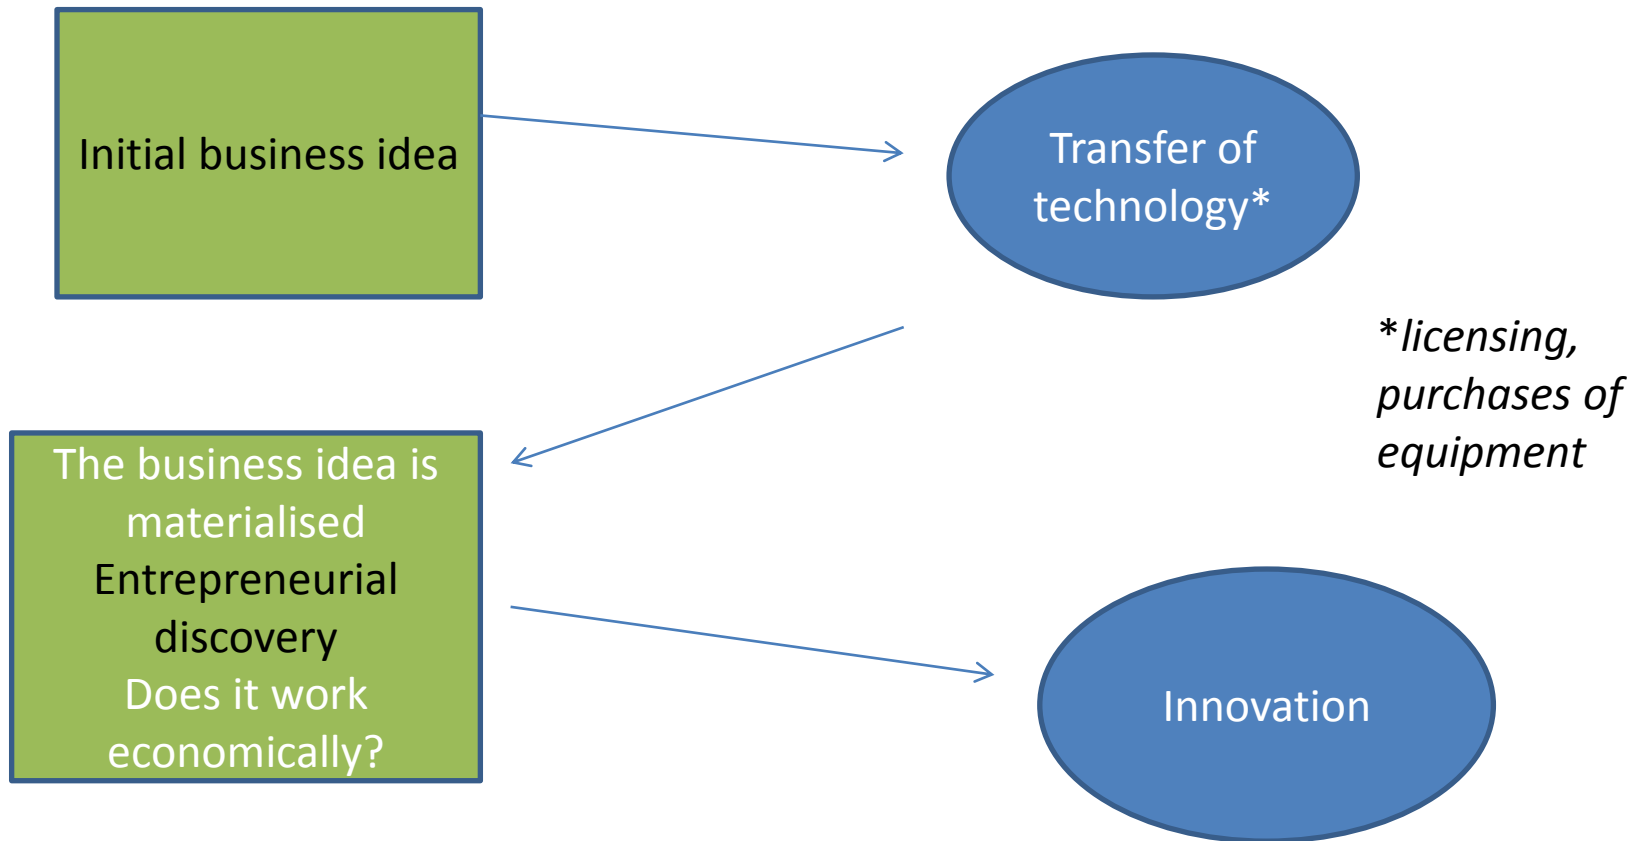 Initial business idea
Transfer of
technology*
*licensing,
purchases of
equipment
The business idea is
materialised
Entrepreneurial
discovery
Does it work
economically?
Innovation